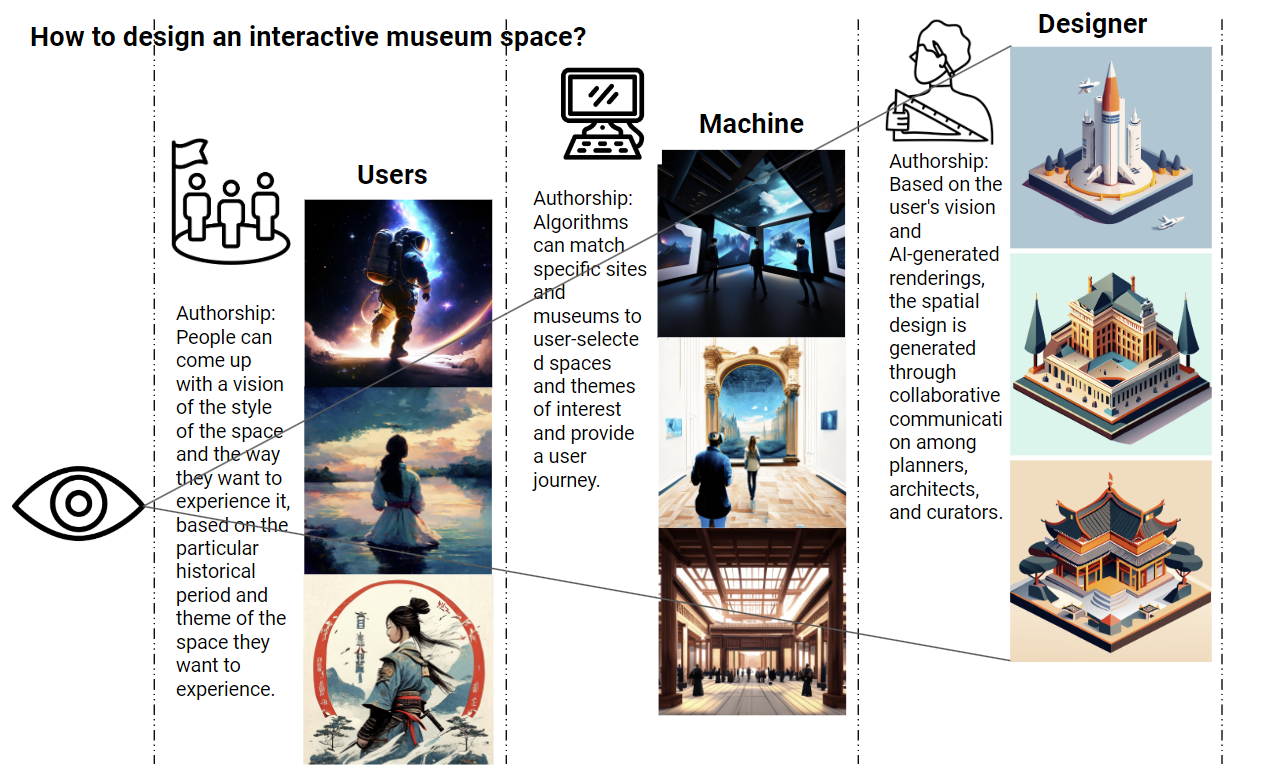 How to design an interactive museum space?
Users
Authorship:
People can
come up
with a vision
of the style
of the space
and the way
they want to
experience it,
based on the
particular
historical
period and
theme of the
space they
want to
experience.
Machine
Authorship:
Algorithms
can match
specific sites
and
museums to
user-selecte
d spaces
and themes
of interest
and provide
a user
journey.
Designer
Authorship:
Based on the
user's vision
and
AI-generated
renderings,
the spatial
design is
generated
through
collaborative
communicati
on among
planners,
architects,
and curators.